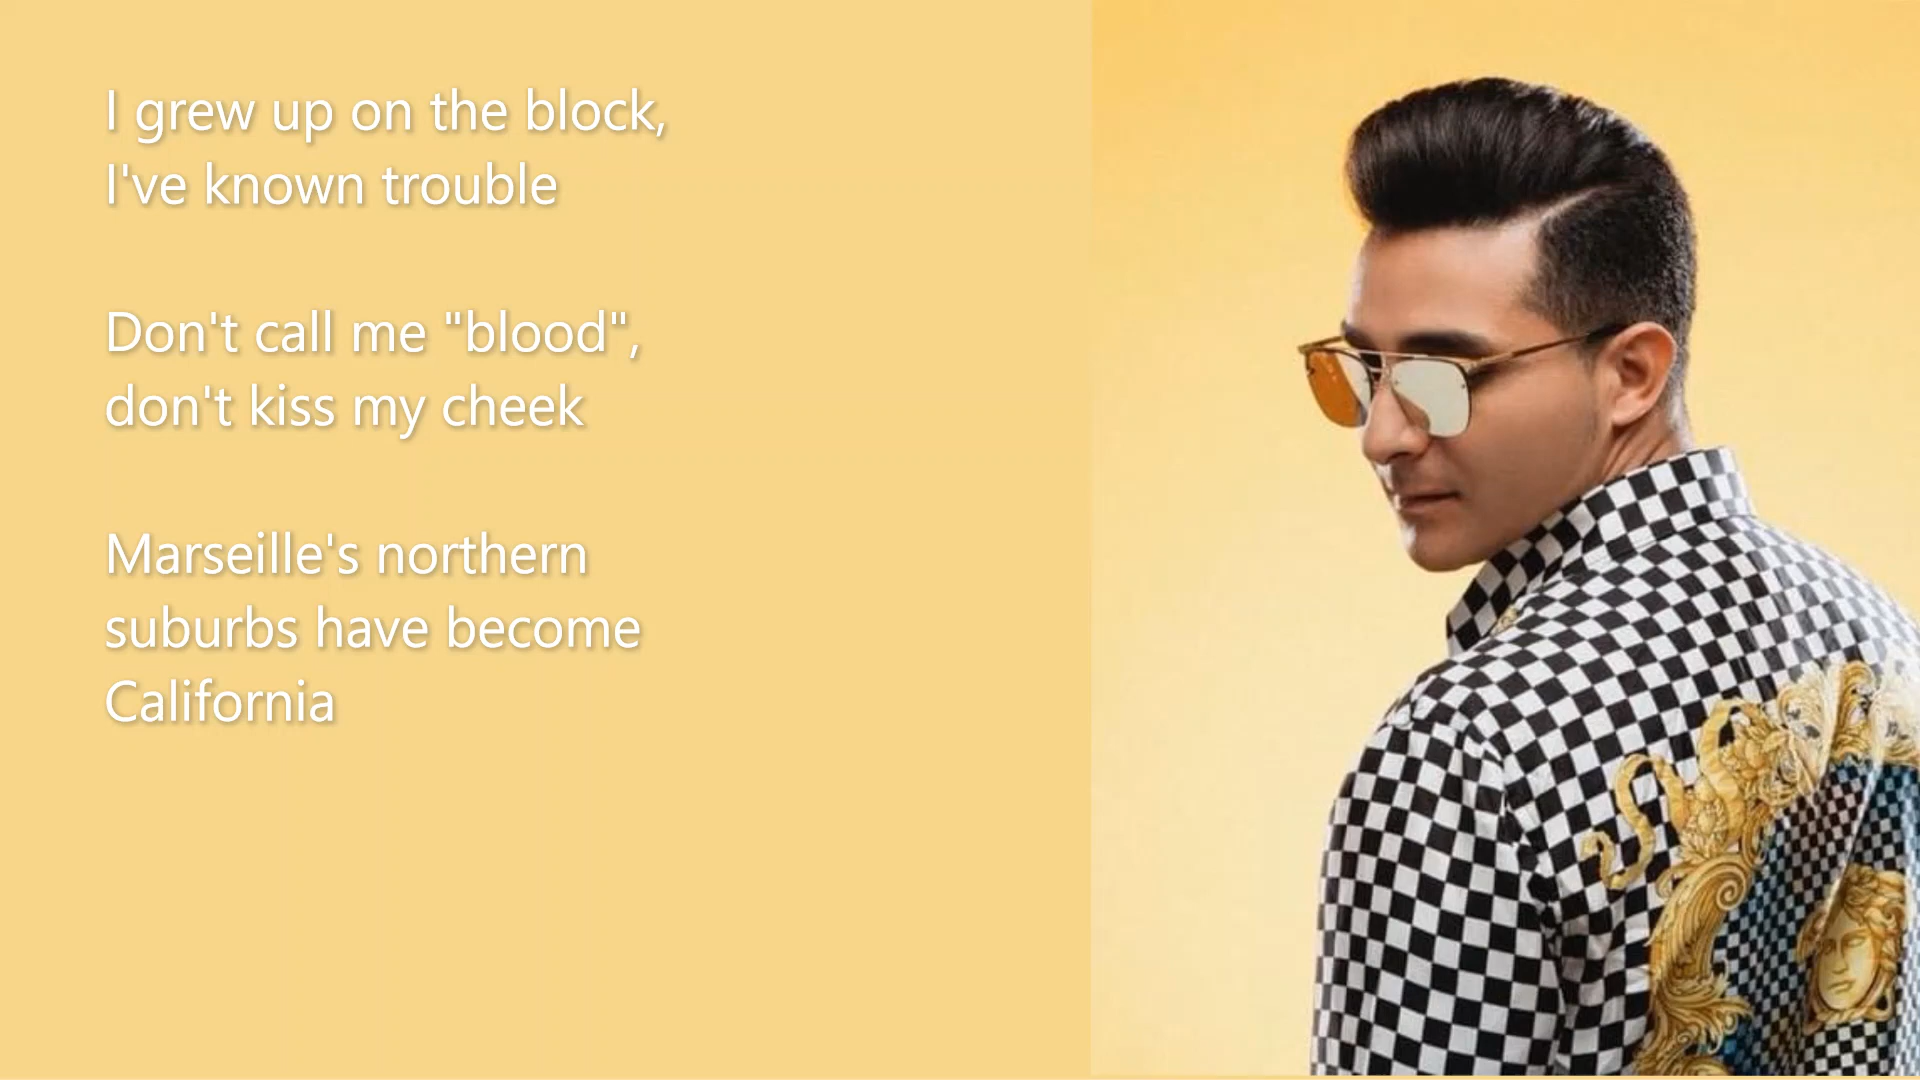 I grew up on the block,
I've known trouble
Don't call me "blood",
don't kiss my cheek
Marseille's northern
suburbs have become
California